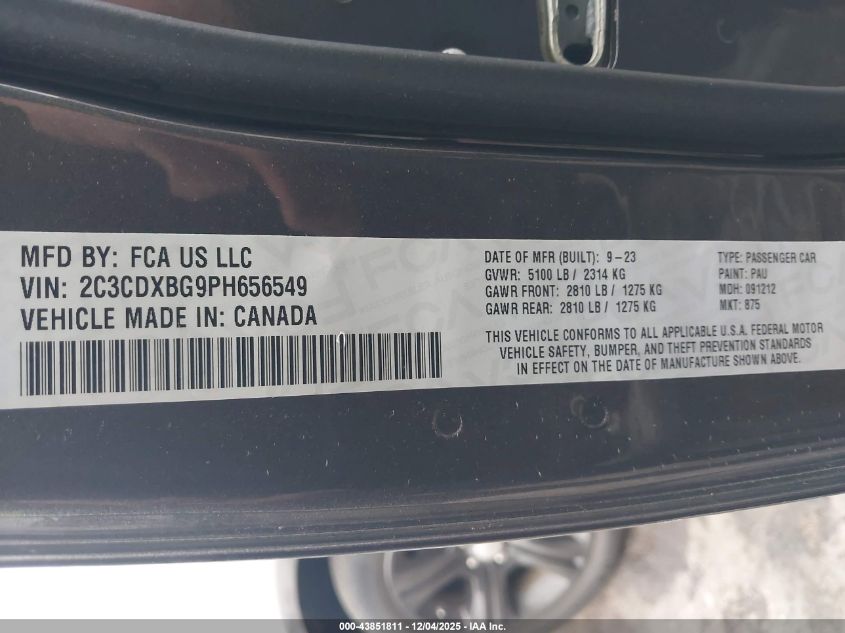 MFD BY: FCA US LLC
VIN: 2C3CDXBG9PH656549
VEHICLE MADE IN: CANADA
DATE OF MFR (BUILT): 9-23
GVWR: 5100 LB / 2314 KG
GAWR FRONT: 2810 LB / 1275 KG
GAWR REAR: 2810 LB / 1275 KG
TYPE: PASSENGER CAR
PAINT: PAU
MDH: 091212
MKT: 875
THIS VEHICLE CONFORMS TO ALL APPLICABLE U.S.A. FEDERAL MOTOR
VEHICLE SAFETY, BUMPER, AND THEFT PREVENTION STANDARDS
IN EFFECT ON THE DATE OF MANUFACTURE SHOWN ABOVE.
000-43851811 - 12/04/2025 - IAA Inc.